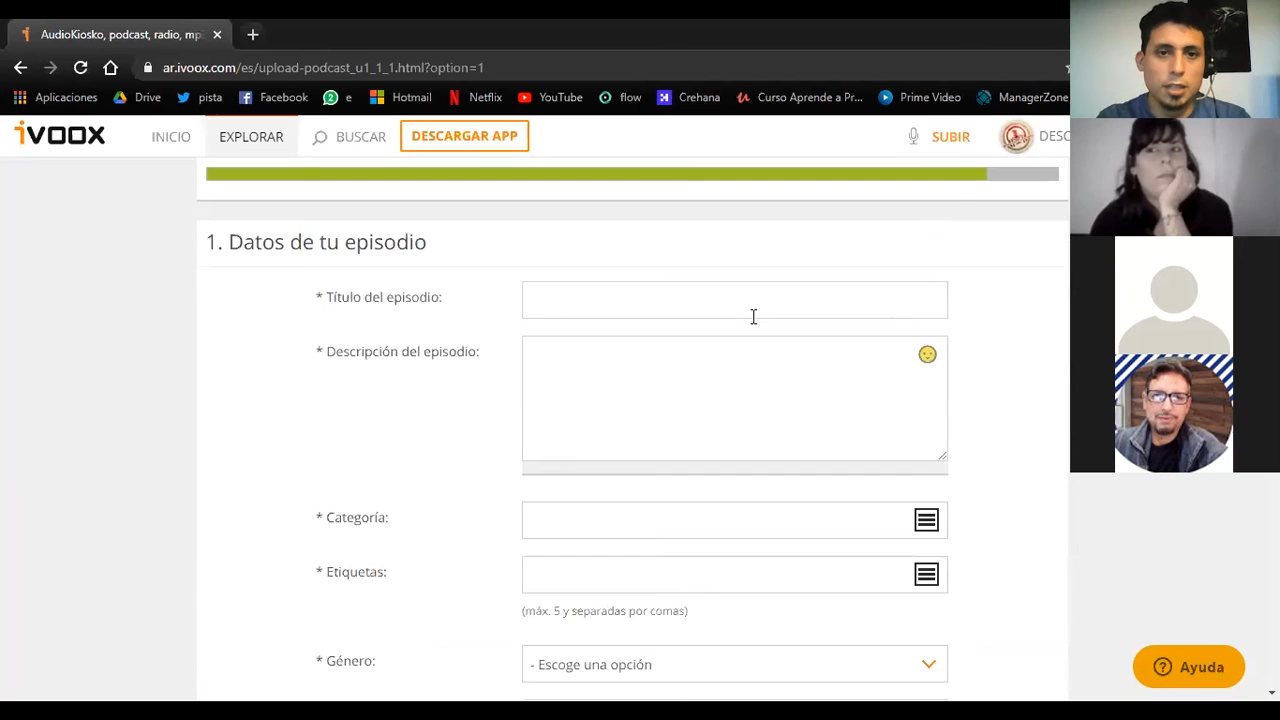 AudioKiosko, podcast, radio, mp
ar.ivoox.com/es/upload-podcast_u1_1_1.html?option=1
Aplicaciones Drive pista Facebook 2 e Hotmail Netflix YouTube flow Crehana Curso Aprende a Pr... Prime Video ManagerZone
iVOOX INICIO EXPLORAR BUSCAR DESCARGAR APP SUBIR DESC
1. Datos de tu episodio
* Título del episodio:
* Descripción del episodio:
* Categoría:
* Etiquetas:
(máx. 5 y separadas por comas)
* Género:
- Escoge una opción
Ayuda